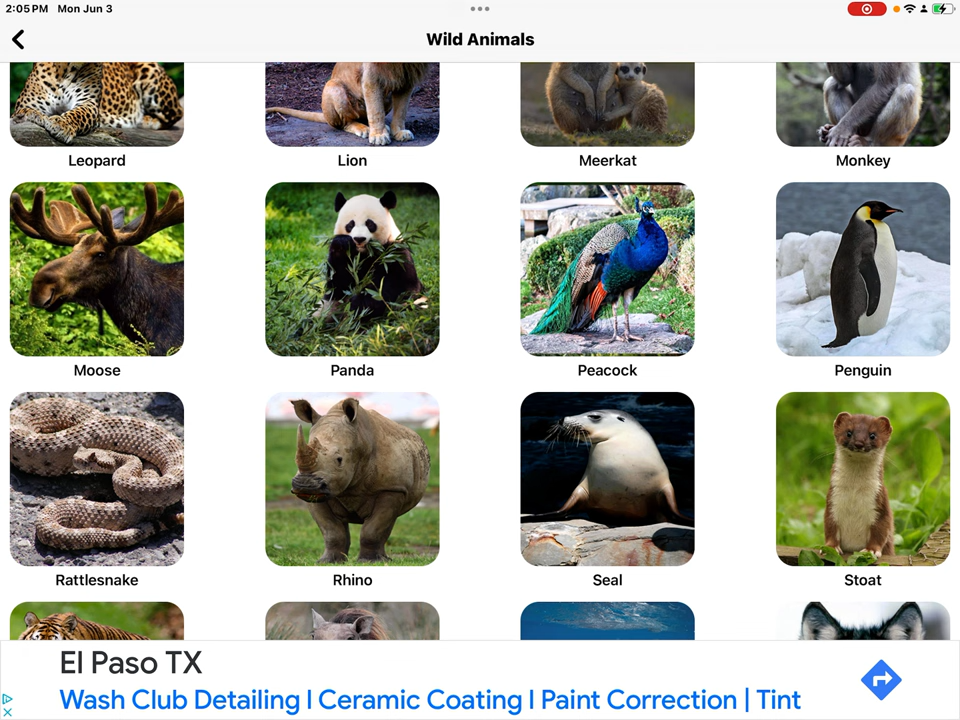 2:05 PM Mon Jun 3
Wild Animals
Leopard Lion Meerkat Monkey
Moose Panda Peacock Penguin
Rattlesnake Rhino Seal Stoat
El Paso TX
Wash Club Detailing I Ceramic Coating I Paint Correction | Tint